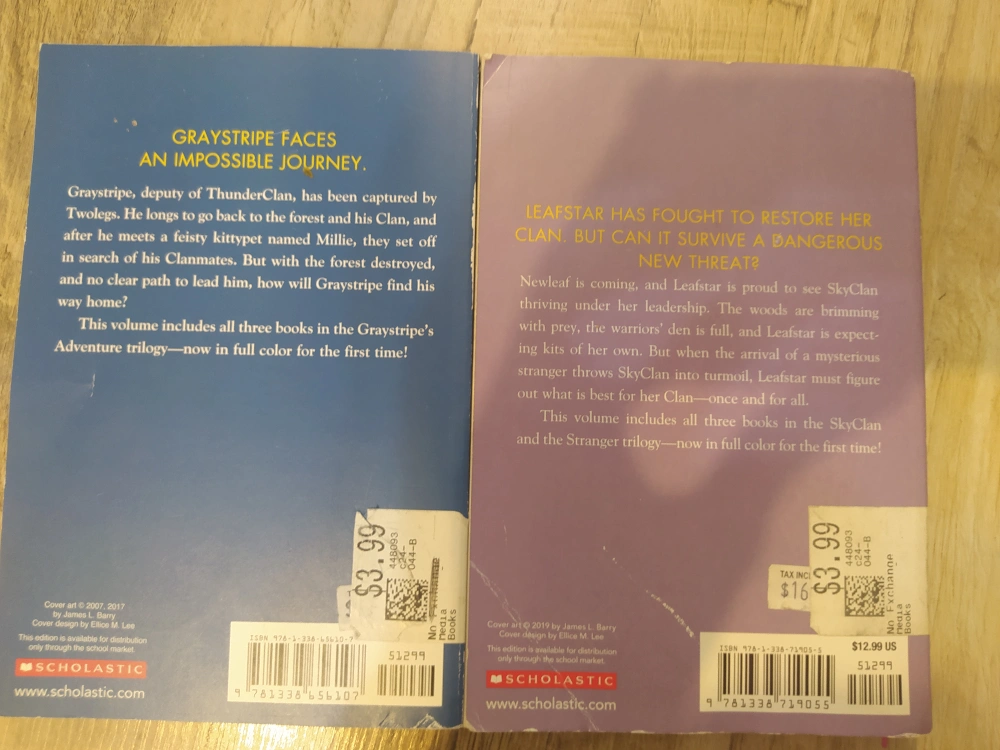 GRAYSTRIPE FACES
AN IMPOSSIBLE JOURNEY.
Graystripe, deputy of ThunderClan, has been captured by
Twolegs. He longs to go back to the forest and his Clan, and
after he meets a feisty kittypet named Millie, they set off
in search of his Clanmates. But with the forest destroyed,
and no clear path to lead him, how will Graystripe find his
way home?
This volume includes all three books in the Graystripe's
Adventure trilogy—now in full color for the first time!
$3.99
448093
c24-
044-B
No
Media
Books
Cover art © 2007, 2017
by James L. Barry
Cover design by Ellice M. Lee
This edition is available for distribution
only through the school market.
SCHOLASTIC
www.scholastic.com
ISBN 978-1-338-65610-7
51299
9 781338 656107
LEAFSTAR HAS FOUGHT TO RESTORE HER
CLAN. BUT CAN IT SURVIVE A DANGEROUS
NEW THREAT?
Newleaf is coming, and Leafstar is proud to see SkyClan
thriving under her leadership. The woods are brimming
with prey, the warriors' den is full, and Leafstar is expect-
ing kits of her own. But when the arrival of a mysterious
stranger throws SkyClan into turmoil, Leafstar must figure
out what is best for her Clan—once and for all.
This volume includes all three books in the SkyClan
and the Stranger trilogy—now in full color for the first time!
TAX INCL
$16
$3.99
448093
c24-
044-B
No Exchange
Media
Books
Cover art © 2019 by James L. Barry
Cover design by Ellice M. Lee
This edition is available for distribution
only through the school market.
SCHOLASTIC
www.scholastic.com
ISBN 978-1-338-71905-5
$12.99 US
51299
9 781338 719055